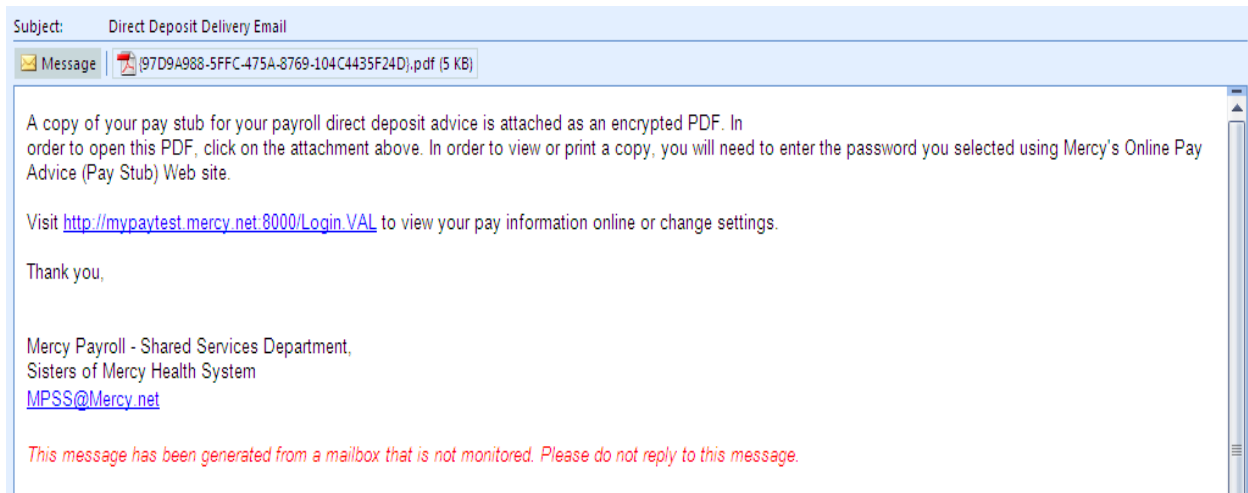 Subject: Direct Deposit Delivery Email
Message {97D9A988-5FFC-475A-8769-104C4435F24D}.pdf (5 KB)
A copy of your pay stub for your payroll direct deposit advice is attached as an encrypted PDF. In
order to open this PDF, click on the attachment above. In order to view or print a copy, you will need to enter the password you selected using Mercy's Online Pay
Advice (Pay Stub) Web site.
Visit http://mypaytest.mercy.net:8000/Login.VAL to view your pay information online or change settings.
Thank you,
Mercy Payroll - Shared Services Department,
Sisters of Mercy Health System
MPSS@Mercy.net
This message has been generated from a mailbox that is not monitored. Please do not reply to this message.